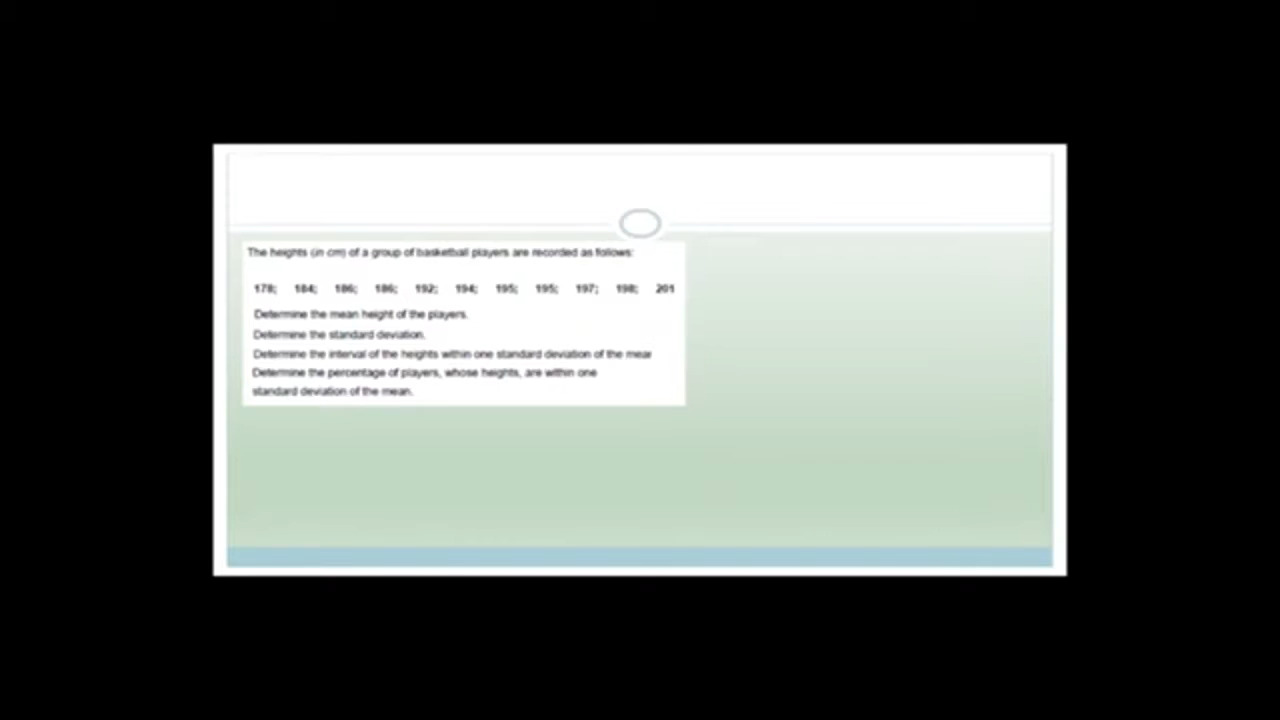 The heights (in cm) of a group of basketball players are recorded as follows:
178; 184; 186; 186; 192; 194; 195; 195; 197; 198; 201
Determine the mean height of the players.
Determine the standard deviation.
Determine the interval of the heights within one standard deviation of the mear
Determine the percentage of players, whose heights, are within one
standard deviation of the mean.